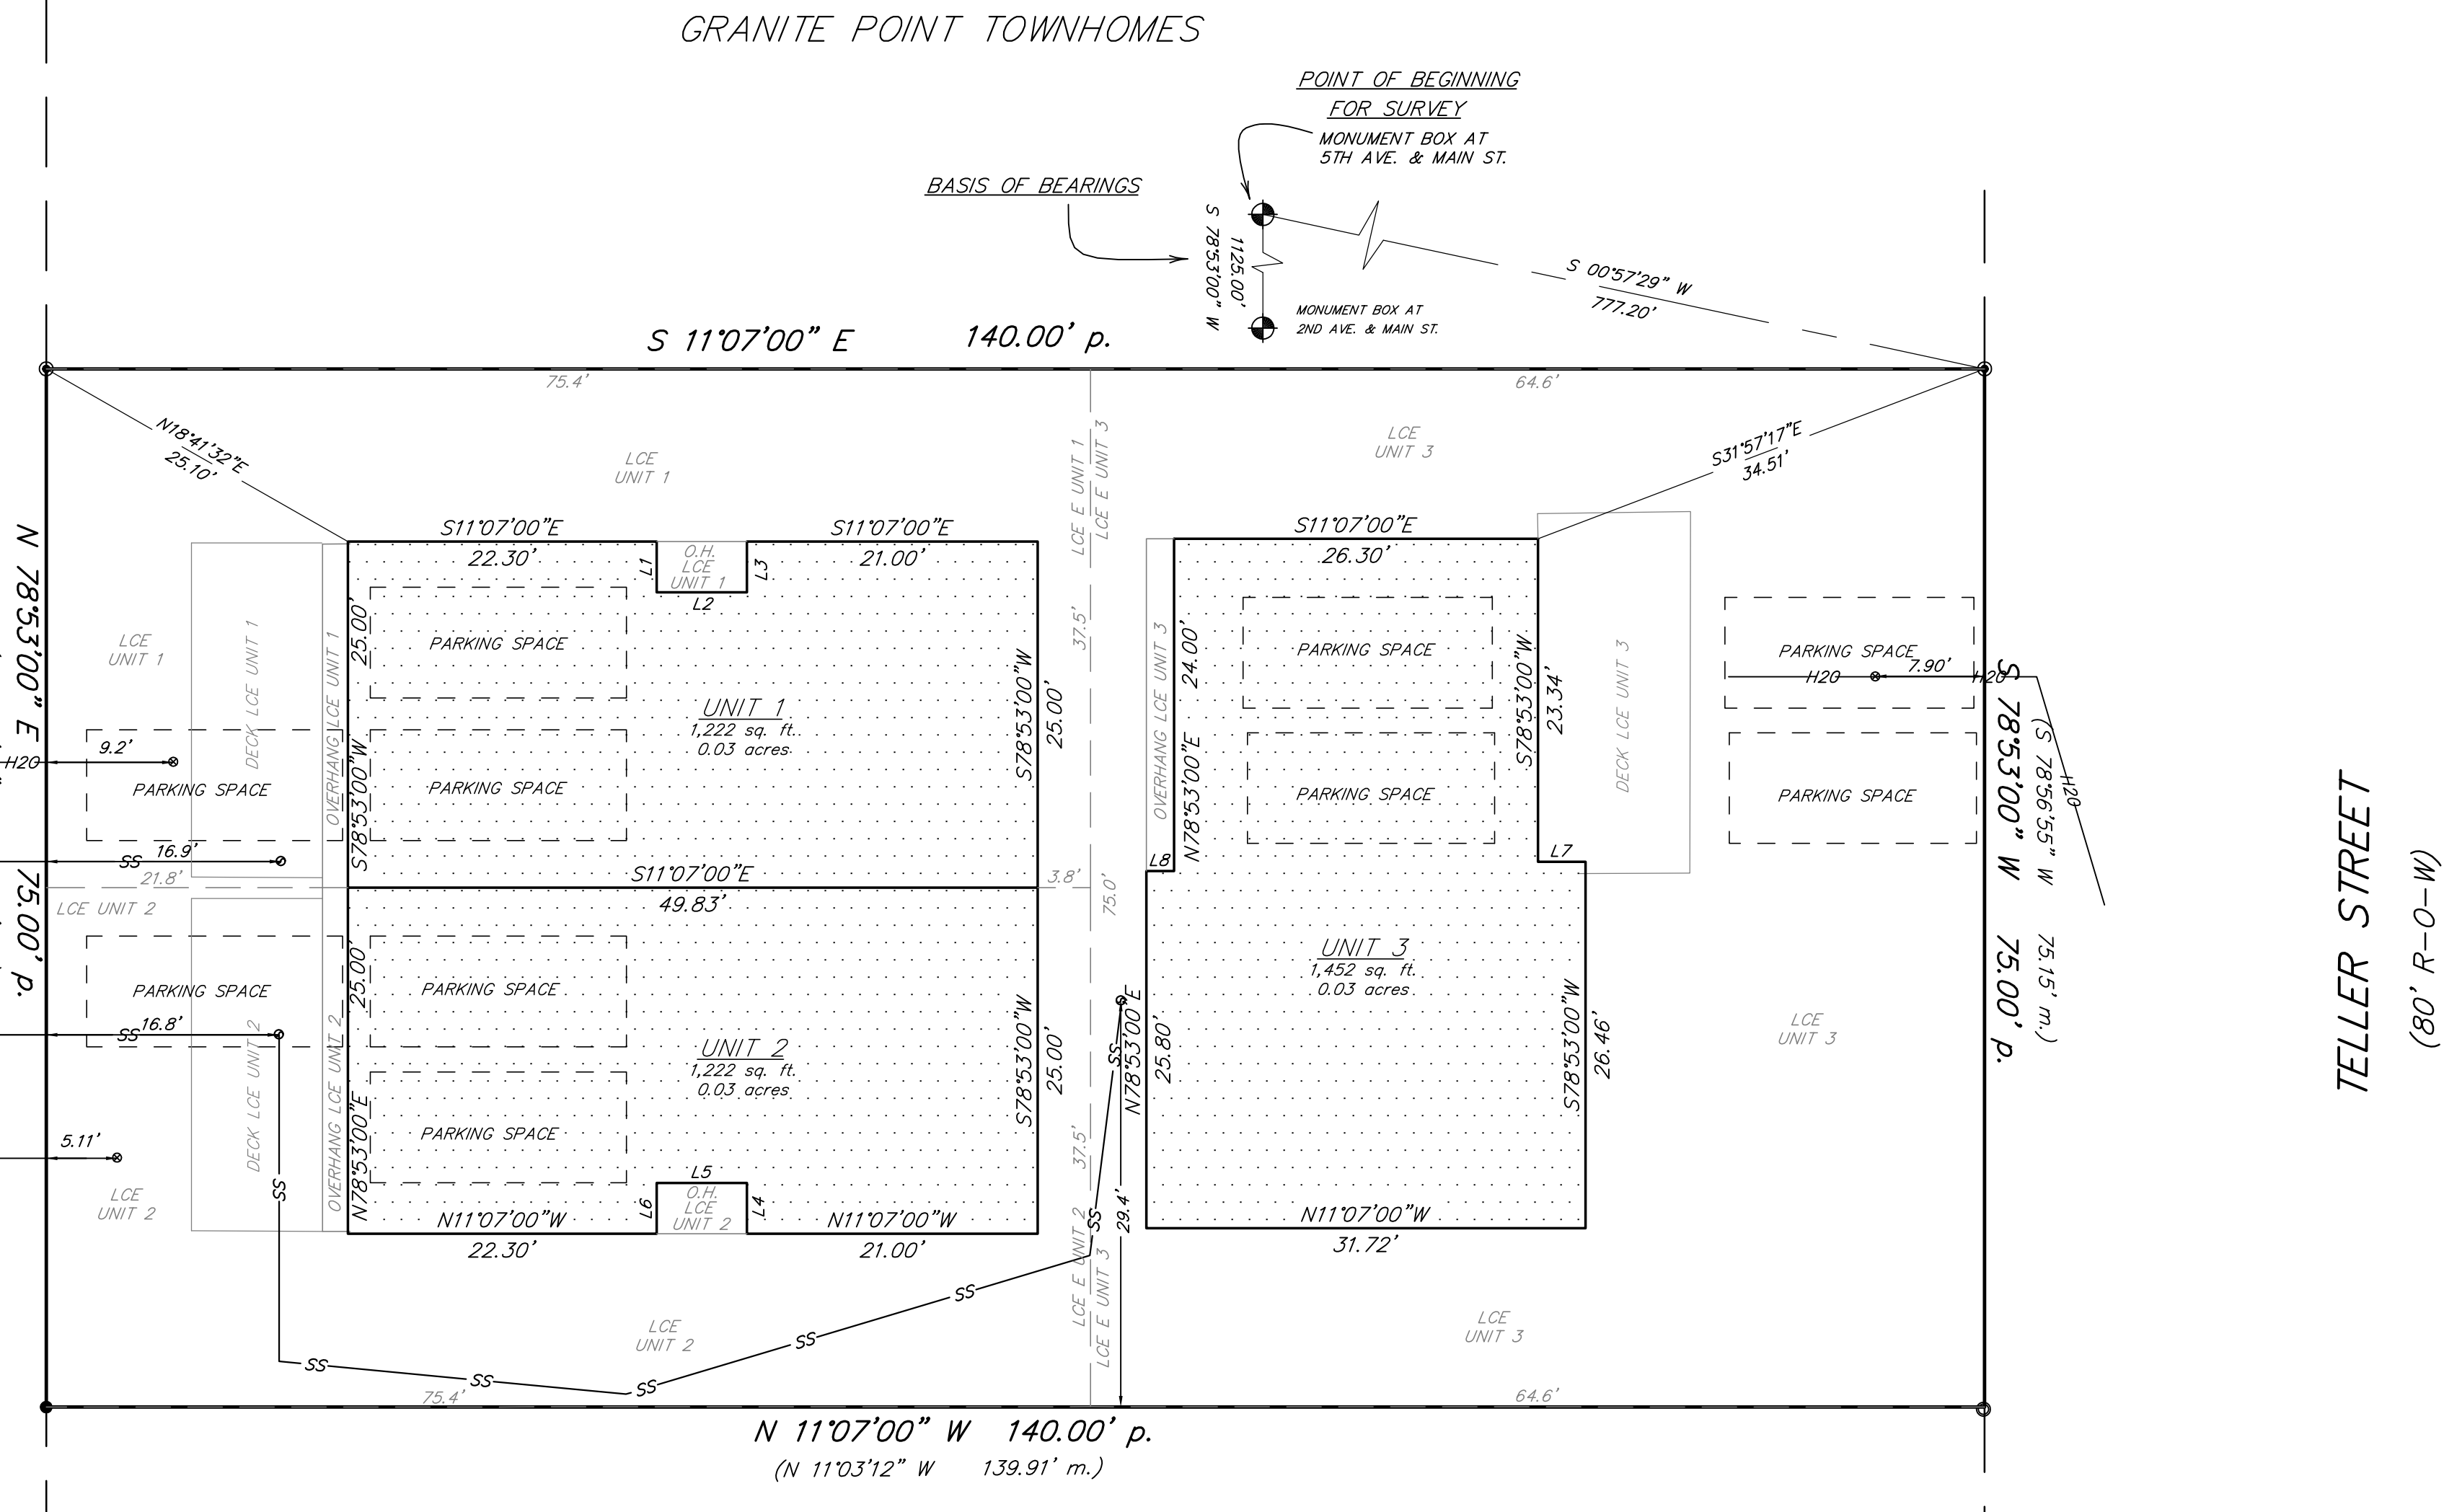 GRANITE POINT TOWNHOMES
POINT OF BEGINNING
FOR SURVEY
MONUMENT BOX AT
5TH AVE. & MAIN ST.
BASIS OF BEARINGS
S 78°53'00" W
1125.00'
MONUMENT BOX AT
2ND AVE. & MAIN ST.
S 00°57'29" W
777.20'
S 11°07'00" E 140.00' p.
75.4'
64.6'
N18°41'32"E
25.10'
LCE
UNIT 1
LCE E UNIT 1
LCE E UNIT 3
LCE
UNIT 3
S31°57'17"E
34.51'
N 78°53'00" E 75.00' p.
S11°07'00"E
22.30'
L1
O.H.
LCE
UNIT 1
L2
L3
S11°07'00"E
21.00'
S11°07'00"E
26.30'
LCE
UNIT 1
DECK LCE UNIT 1
OVERHANG LCE UNIT 1
25.00'
S78°53'00"W
PARKING SPACE
PARKING SPACE
UNIT 1
1,222 sq. ft.
0.03 acres
S78°53'00"W
25.00'
37.5'
OVERHANG LCE UNIT 3
24.00'
N78°53'00"E
PARKING SPACE
PARKING SPACE
S78°53'00"W
23.34'
DECK LCE UNIT 3
PARKING SPACE
H20
7.90'
H20
PARKING SPACE
H20
9.2'
H20
PARKING SPACE
SS
16.9'
21.8'
S11°07'00"E
49.83'
3.8'
75.0'
L8
L7
S 78°53'00" W 75.00' p.
(S 78°56'55" W 75.15' m.)
TELLER STREET
(80' R-O-W)
LCE UNIT 2
PARKING SPACE
SS
16.8'
DECK LCE UNIT 2
OVERHANG LCE UNIT 2
25.00'
N78°53'00"E
PARKING SPACE
PARKING SPACE
UNIT 2
1,222 sq. ft.
0.03 acres
S78°53'00"W
25.00'
SS
N78°53'00"E
25.80'
UNIT 3
1,452 sq. ft.
0.03 acres
S78°53'00"W
26.46'
LCE
UNIT 3
5.11'
LCE
UNIT 2
SS
N11°07'00"W
22.30'
L6
L5
O.H.
LCE
UNIT 2
L4
N11°07'00"W
21.00'
37.5'
SS
29.4'
N11°07'00"W
31.72'
LCE E UNIT 2
LCE E UNIT 3
LCE
UNIT 2
LCE
UNIT 3
SS
SS
SS
SS
SS
75.4'
64.6'
N 11°07'00" W 140.00' p.
(N 11°03'12" W 139.91' m.)